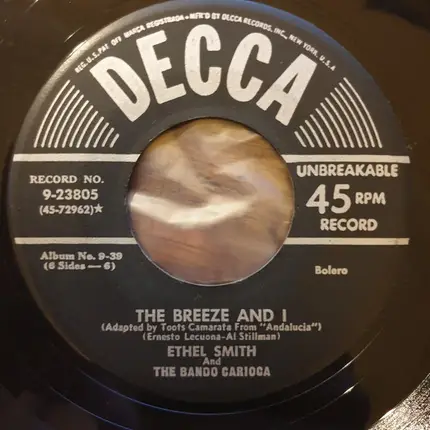 REG. U.S. PAT. OFF. MARCA REGISTRADA • MFR'D BY DECCA RECORDS, INC., NEW YORK, U.S.A.
DECCA
RECORD NO.
9-23805
(45-72962)★
UNBREAKABLE
45 RPM
RECORD
Album No. 9-39
(6 Sides — 6)
Bolero
THE BREEZE AND I
(Adapted by Toots Camarata From "Andalucia")
(Ernesto Lecuona-Al Stillman)
ETHEL SMITH
And
THE BANDO CARIOCA